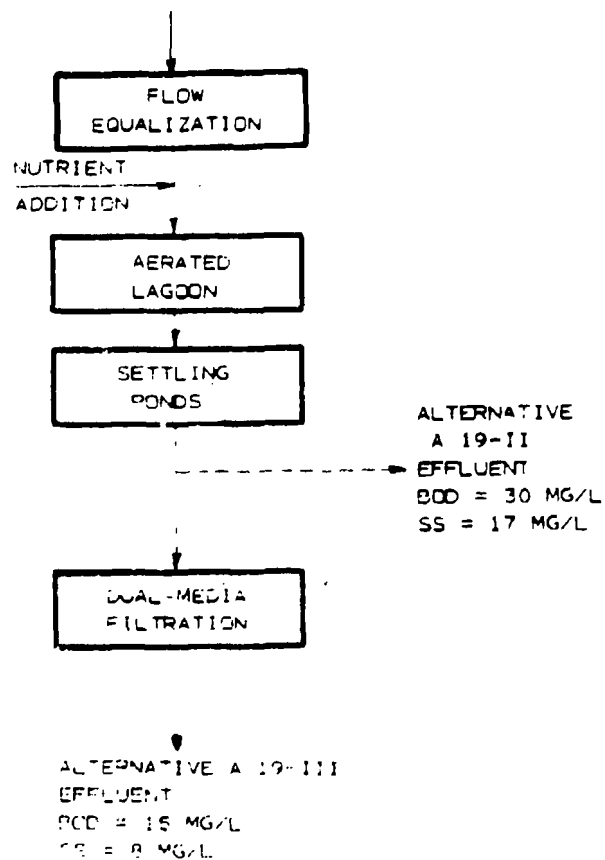 FLOW
EQUALIZATION
NUTRIENT
ADDITION
AERATED
LAGOON
SETTLING
PONDS
ALTERNATIVE
A 19-II
EFFLUENT
BOD = 30 MG/L
SS = 17 MG/L
DUAL-MEDIA
FILTRATION
ALTERNATIVE A 19-III
EFFLUENT
BOD = 15 MG/L
SS = 8 MG/L